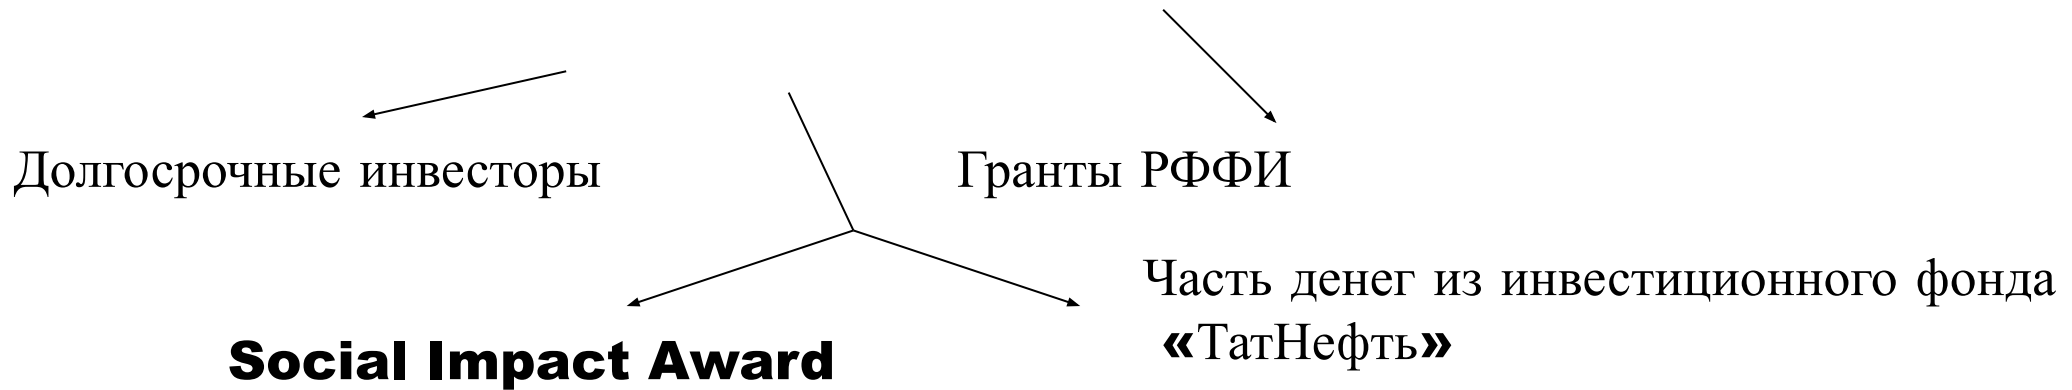 Долгосрочные инвесторы
Гранты РФФИ
Часть денег из инвестиционного фонда
«ТатНефть»
Social Impact Award